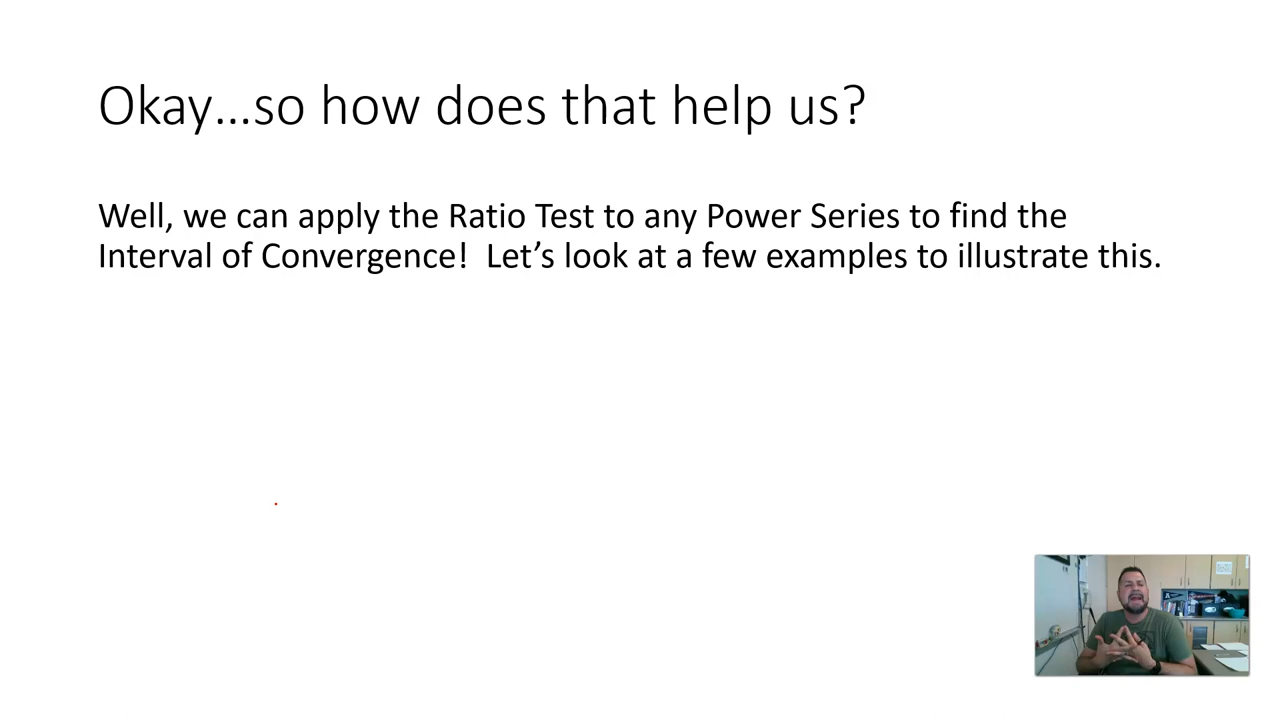 Okay…so how does that help us?
Well, we can apply the Ratio Test to any Power Series to find the
Interval of Convergence!  Let’s look at a few examples to illustrate this.